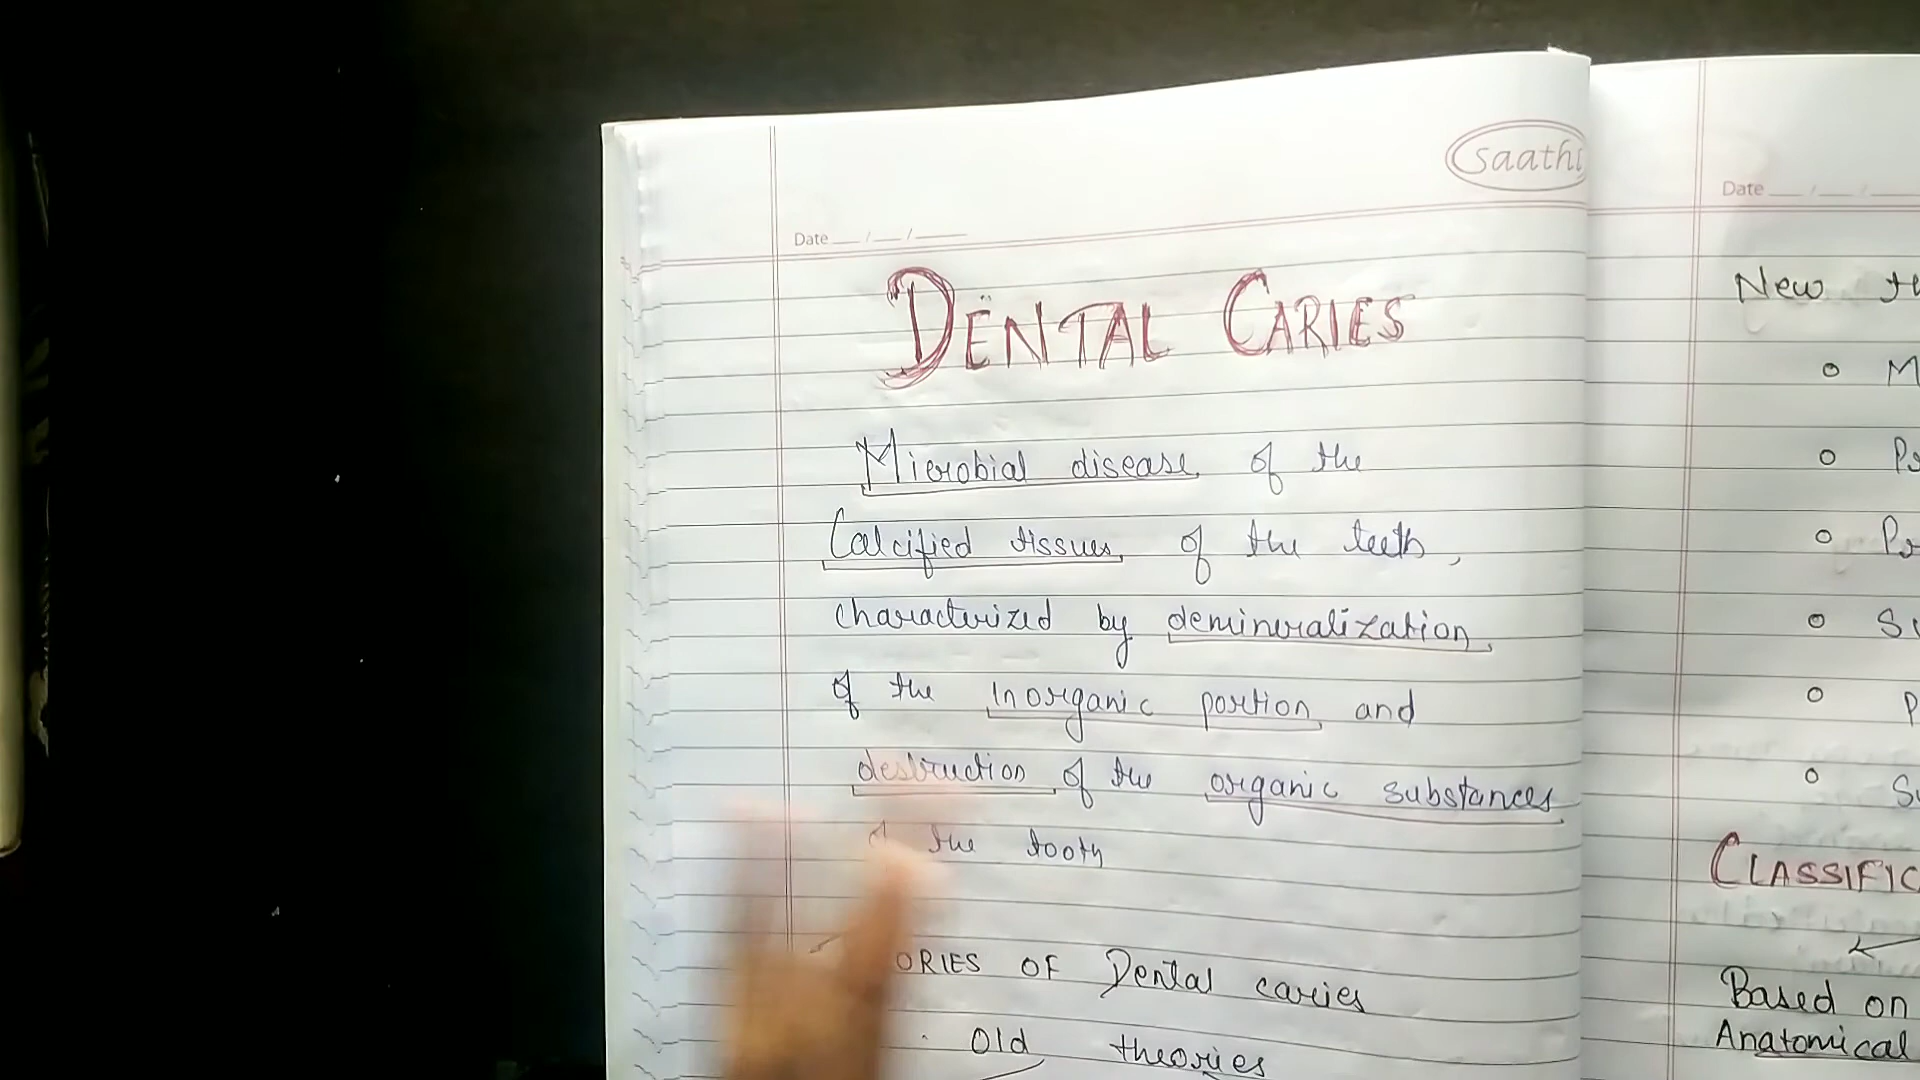 saathi
Date
DENTAL CARIES
Microbial disease of the
Calcified tissues of the teeth,
characterized by demineralization
of the inorganic portion and
destruction of the organic substances
of the tooth
ORIES OF Dental caries
Old theories
Date
New
CLASSIFIC
Based on
Anatomical